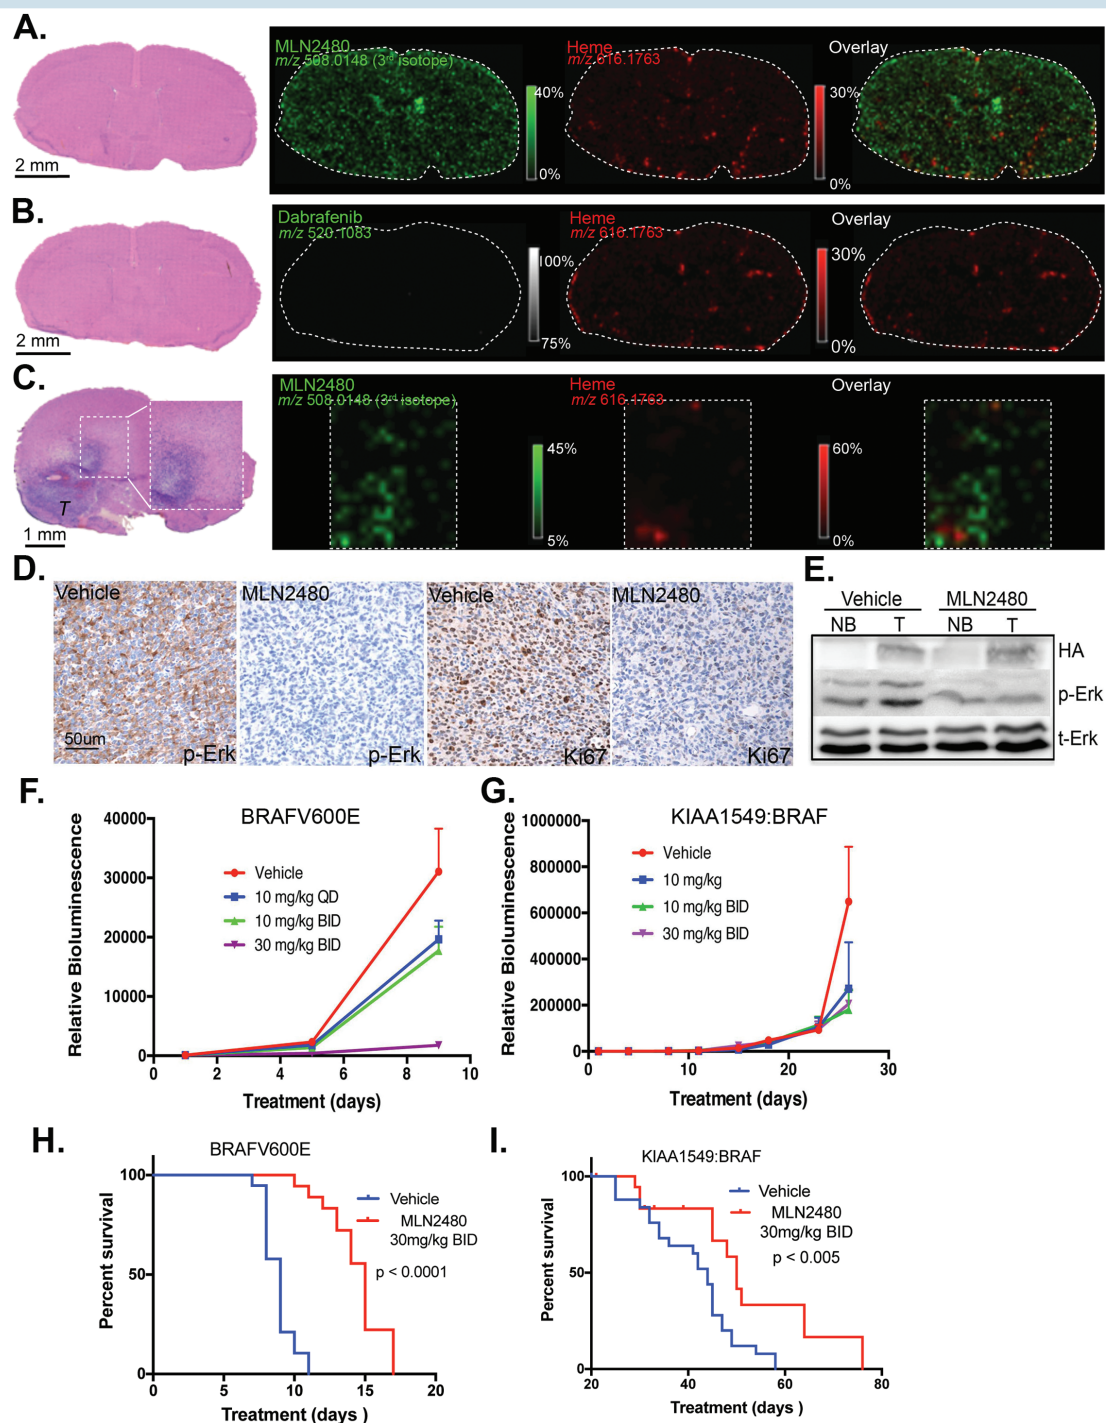 A.
MLN2480
m/z 508.0148 (3rd isotope)
Heme
m/z 616.1763
Overlay
40%
0%
30%
0%
2 mm
B.
Dabrafenib
m/z 520.1083
Heme
m/z 616.1763
Overlay
100%
75%
30%
0%
2 mm
C.
MLN2480
m/z 508.0148 (3rd isotope)
Heme
m/z 616.1763
Overlay
45%
5%
60%
0%
T
1 mm
D.
Vehicle
MLN2480
Vehicle
MLN2480
50um
p-Erk
p-Erk
Ki67
Ki67
E.
Vehicle
MLN2480
NB T NB T
HA
p-Erk
t-Erk
F.
BRAFV600E
Relative Bioluminescence
40000
30000
20000
10000
0
Vehicle
10 mg/kg QD
10 mg/kg BID
30 mg/kg BID
0 2 4 6 8 10
Treatment (days)
G.
KIAA1549:BRAF
Relative Bioluminescence
1000000
800000
600000
400000
200000
0
Vehicle
10 mg/kg
10 mg/kg BID
30 mg/kg BID
0 10 20 30
Treatment (days)
H.
BRAFV600E
Percent survival
100
50
0
Vehicle
MLN2480
30mg/kg BID
p < 0.0001
0 5 10 15 20
Treatment (days )
I.
KIAA1549:BRAF
Percent survival
100
50
0
Vehicle
MLN2480
30mg/kg BID
p < 0.005
20 40 60 80
Treatment (days )